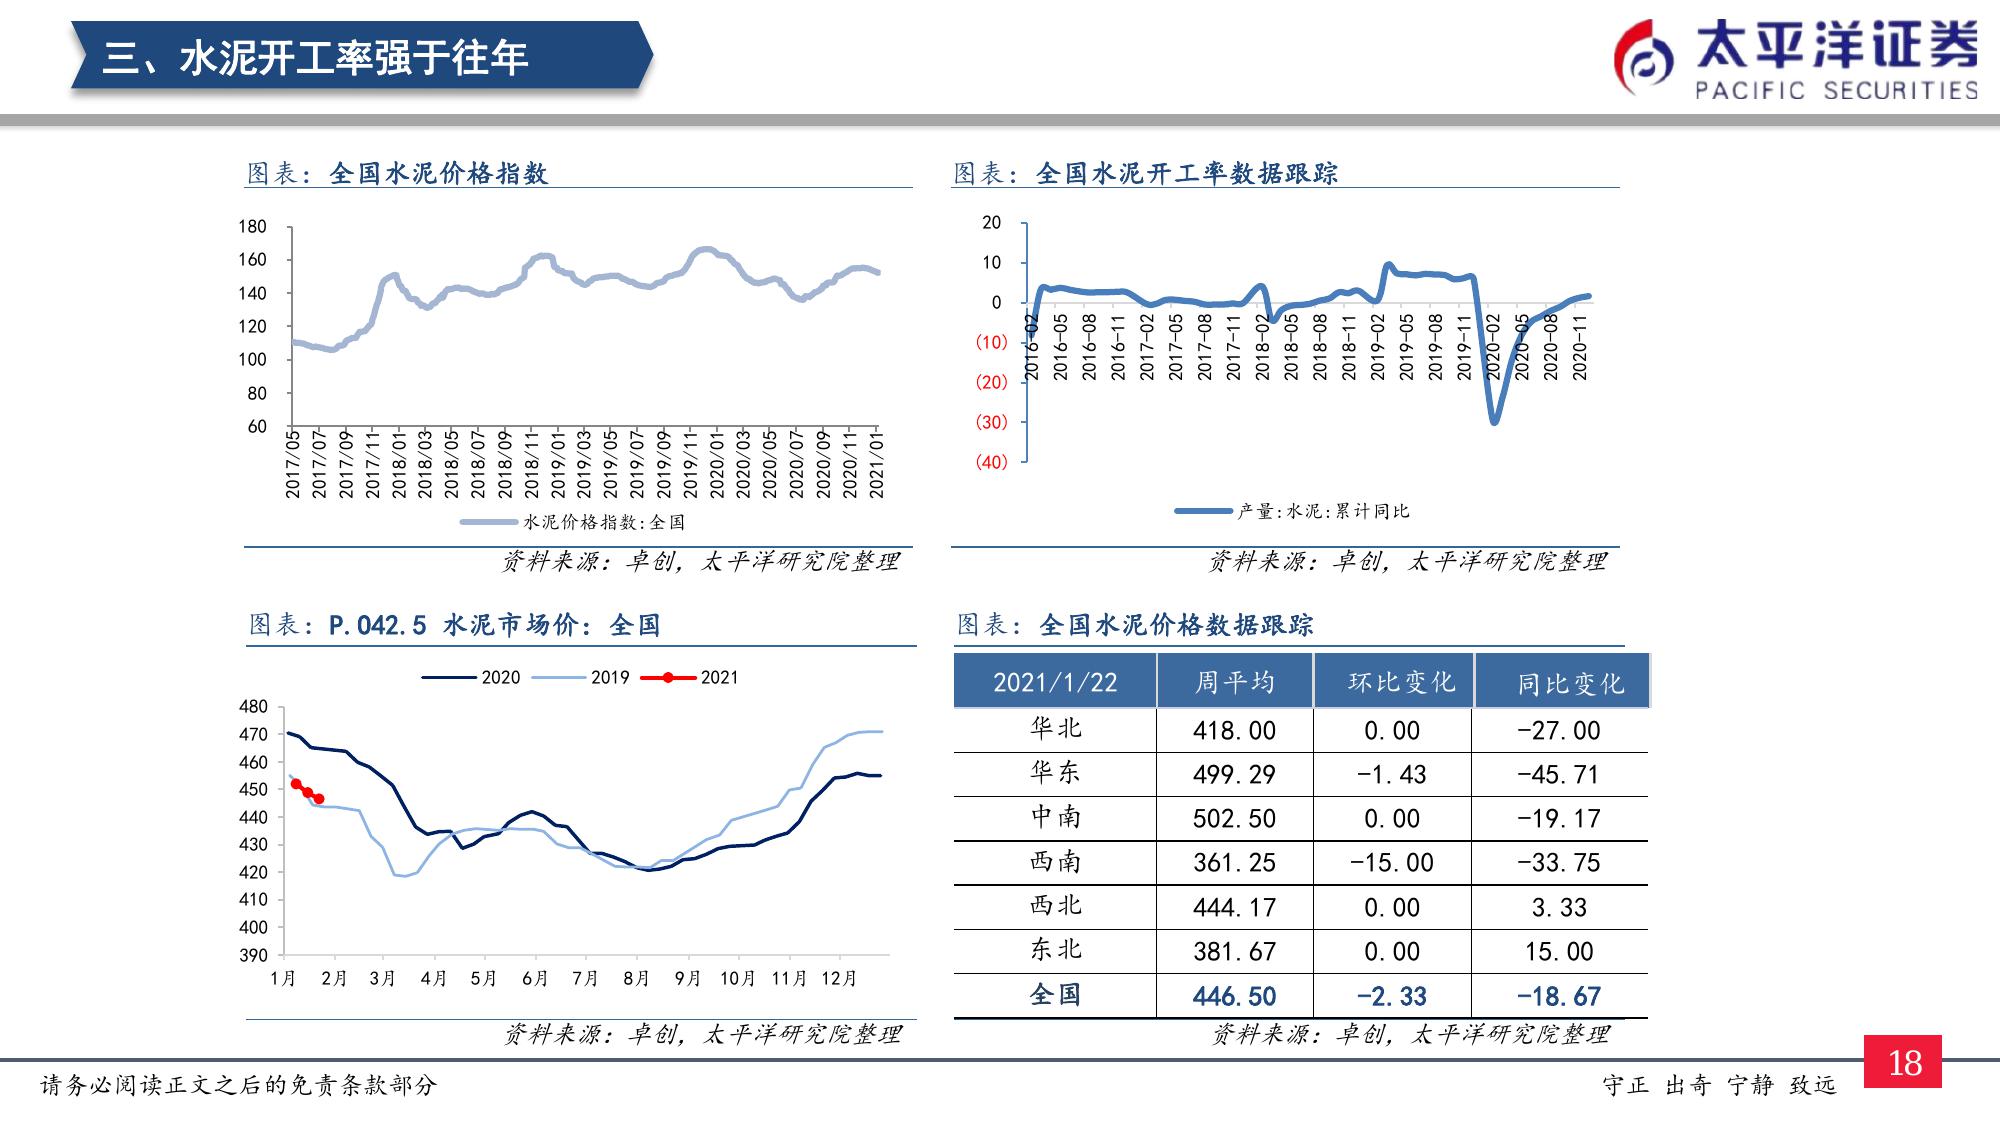 三、水泥开工率强于往年
太平洋证券
PACIFIC SECURITIES
图表：全国水泥价格指数
180
160
140
120
100
80
60
2017/05 2017/07 2017/09 2017/11 2018/01 2018/03 2018/05 2018/07 2018/09 2018/11 2019/01 2019/03 2019/05 2019/07 2019/09 2019/11 2020/01 2020/03 2020/05 2020/07 2020/09 2020/11 2021/01
水泥价格指数:全国
资料来源：卓创，太平洋研究院整理
图表：全国水泥开工率数据跟踪
20
10
0
(10)
(20)
(30)
(40)
2016-02 2016-05 2016-08 2016-11 2017-02 2017-05 2017-08 2017-11 2018-02 2018-05 2018-08 2018-11 2019-02 2019-05 2019-08 2019-11 2020-02 2020-05 2020-08 2020-11
产量:水泥:累计同比
资料来源：卓创，太平洋研究院整理
图表：P.042.5 水泥市场价：全国
2020 2019 2021
480
470
460
450
440
430
420
410
400
390
1月 2月 3月 4月 5月 6月 7月 8月 9月 10月 11月 12月
资料来源：卓创，太平洋研究院整理
图表：全国水泥价格数据跟踪
2021/1/22 周平均 环比变化 同比变化
华北 418.00 0.00 -27.00
华东 499.29 -1.43 -45.71
中南 502.50 0.00 -19.17
西南 361.25 -15.00 -33.75
西北 444.17 0.00 3.33
东北 381.67 0.00 15.00
全国 446.50 -2.33 -18.67
资料来源：卓创，太平洋研究院整理
请务必阅读正文之后的免责条款部分
守正 出奇 宁静 致远
18